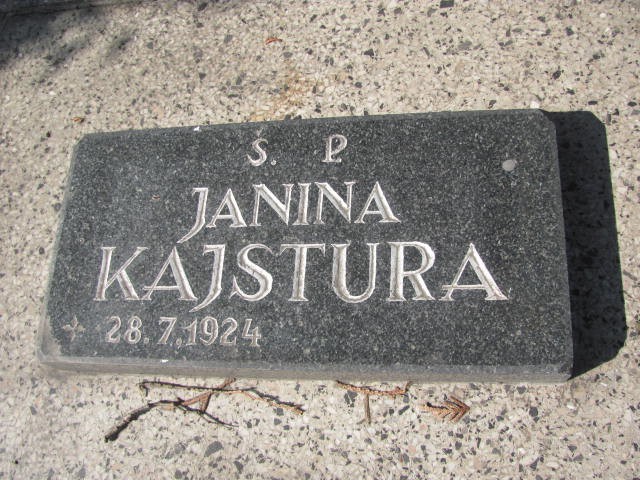 Ś. P.
JANINA
KAJSTURA
+ 28.7.1924